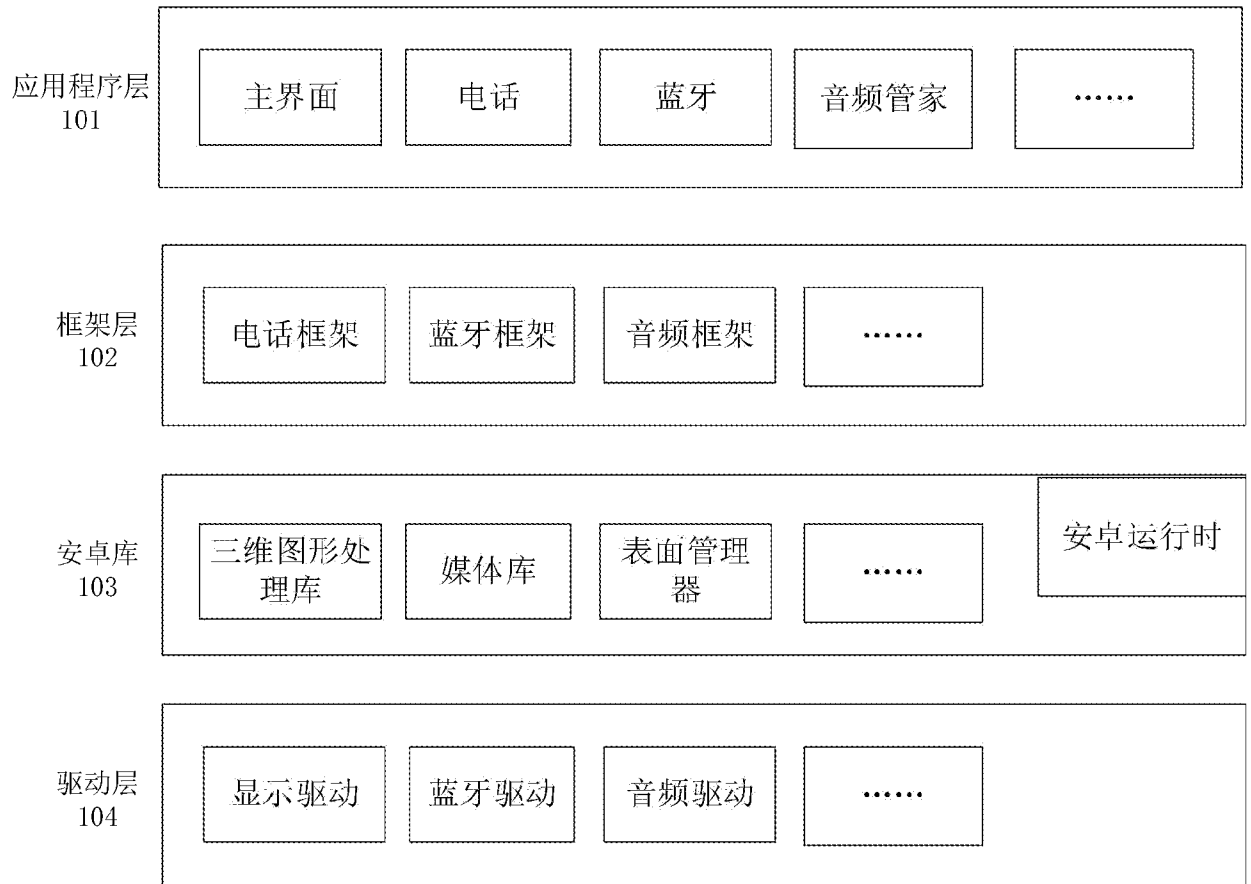 应用程序层
101
主界面
电话
蓝牙
音频管家
……
框架层
102
电话框架
蓝牙框架
音频框架
……
安卓库
103
三维图形处
理库
媒体库
表面管理
器
……
安卓运行时
驱动层
104
显示驱动
蓝牙驱动
音频驱动
……